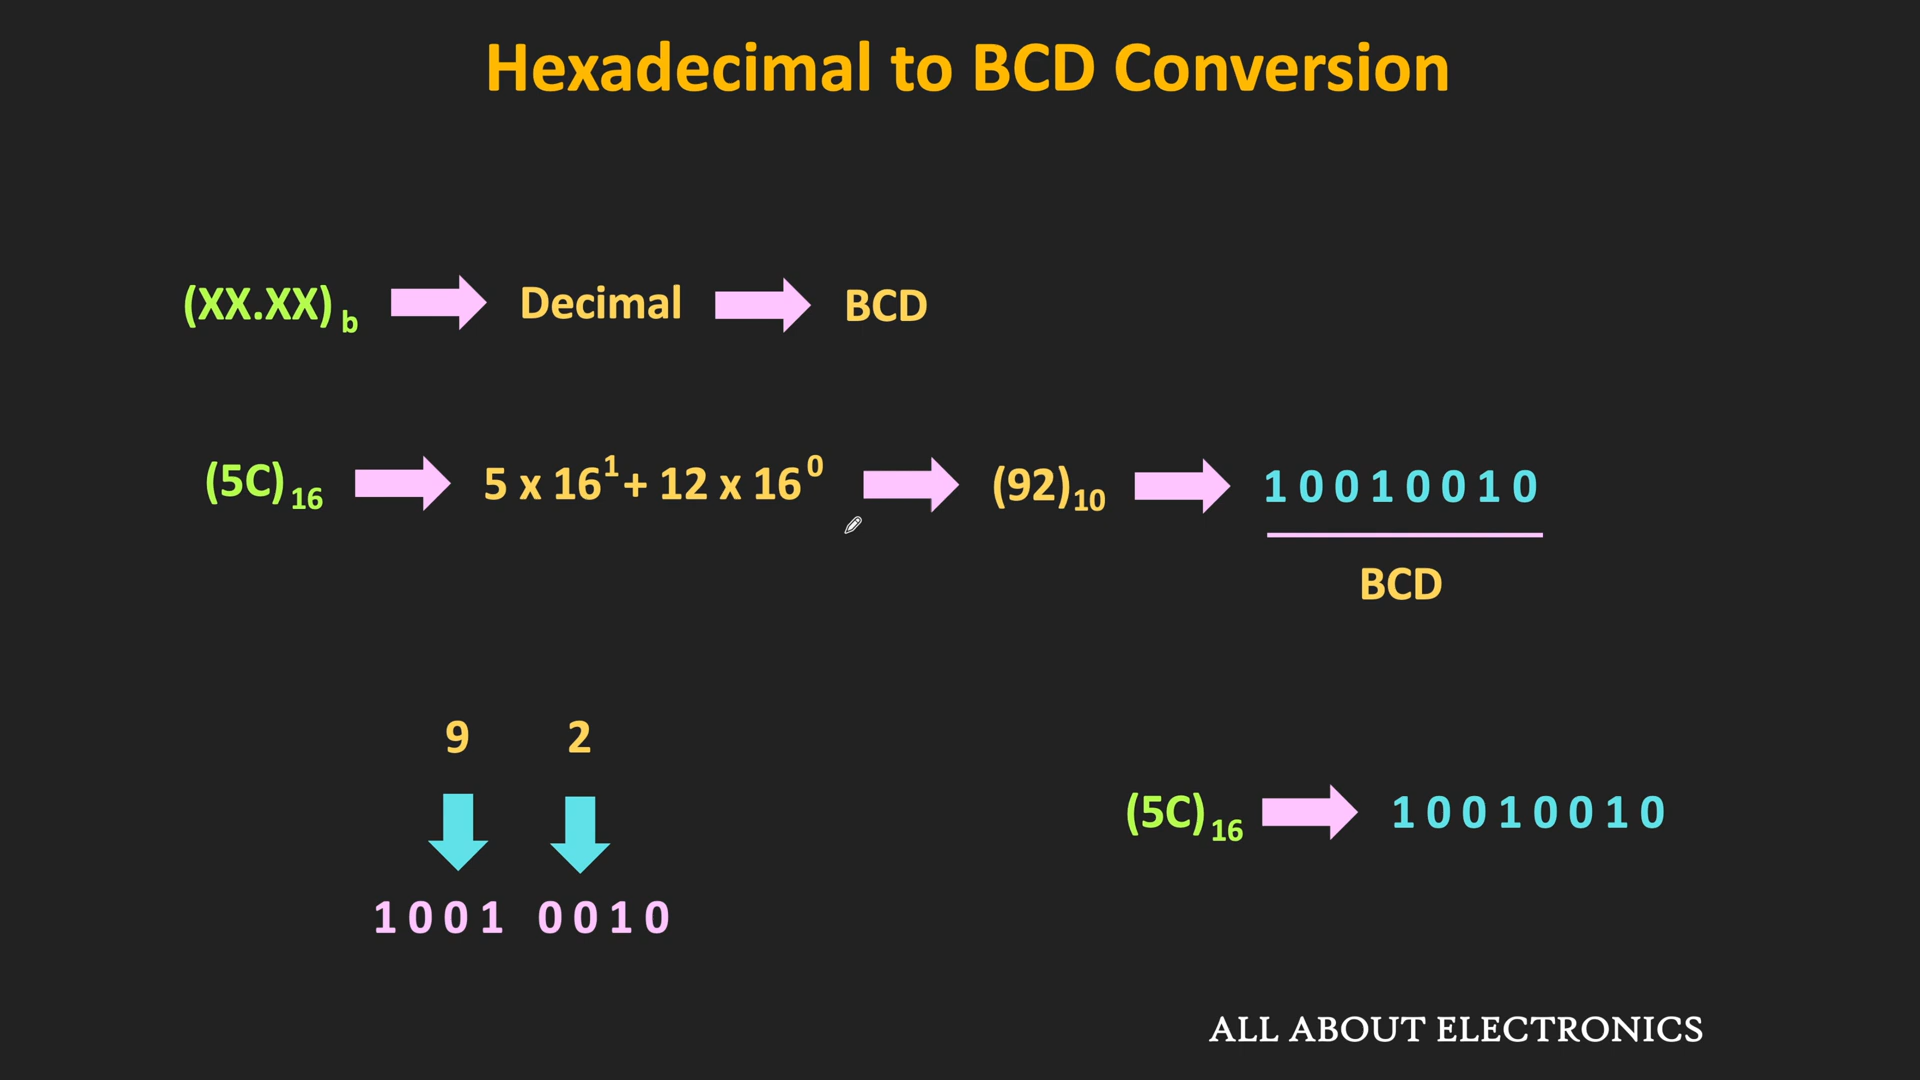 Hexadecimal to BCD Conversion
(XX.XX) b Decimal BCD
(5C) 16 5 x 16^1 + 12 x 16^0 (92)10 1 0 0 1 0 0 1 0
BCD
9 2
1 0 0 1 0 0 1 0
(5C) 16 1 0 0 1 0 0 1 0
ALL ABOUT ELECTRONICS